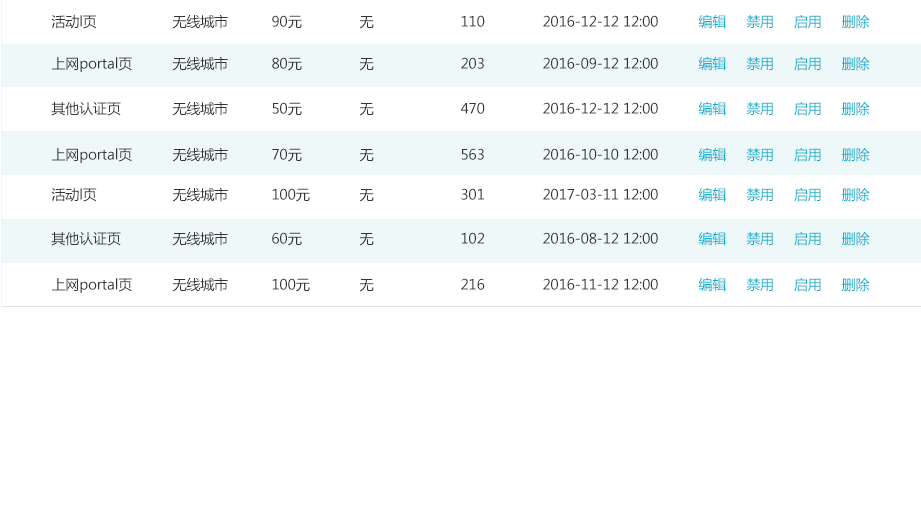 活动l页 无线城市 90元 无 110 2016-12-12 12:00 编辑 禁用 启用 删除
上网portal页 无线城市 80元 无 203 2016-09-12 12:00 编辑 禁用 启用 删除
其他认证页 无线城市 50元 无 470 2016-12-12 12:00 编辑 禁用 启用 删除
上网portal页 无线城市 70元 无 563 2016-10-10 12:00 编辑 禁用 启用 删除
活动l页 无线城市 100元 无 301 2017-03-11 12:00 编辑 禁用 启用 删除
其他认证页 无线城市 60元 无 102 2016-08-12 12:00 编辑 禁用 启用 删除
上网portal页 无线城市 100元 无 216 2016-11-12 12:00 编辑 禁用 启用 删除